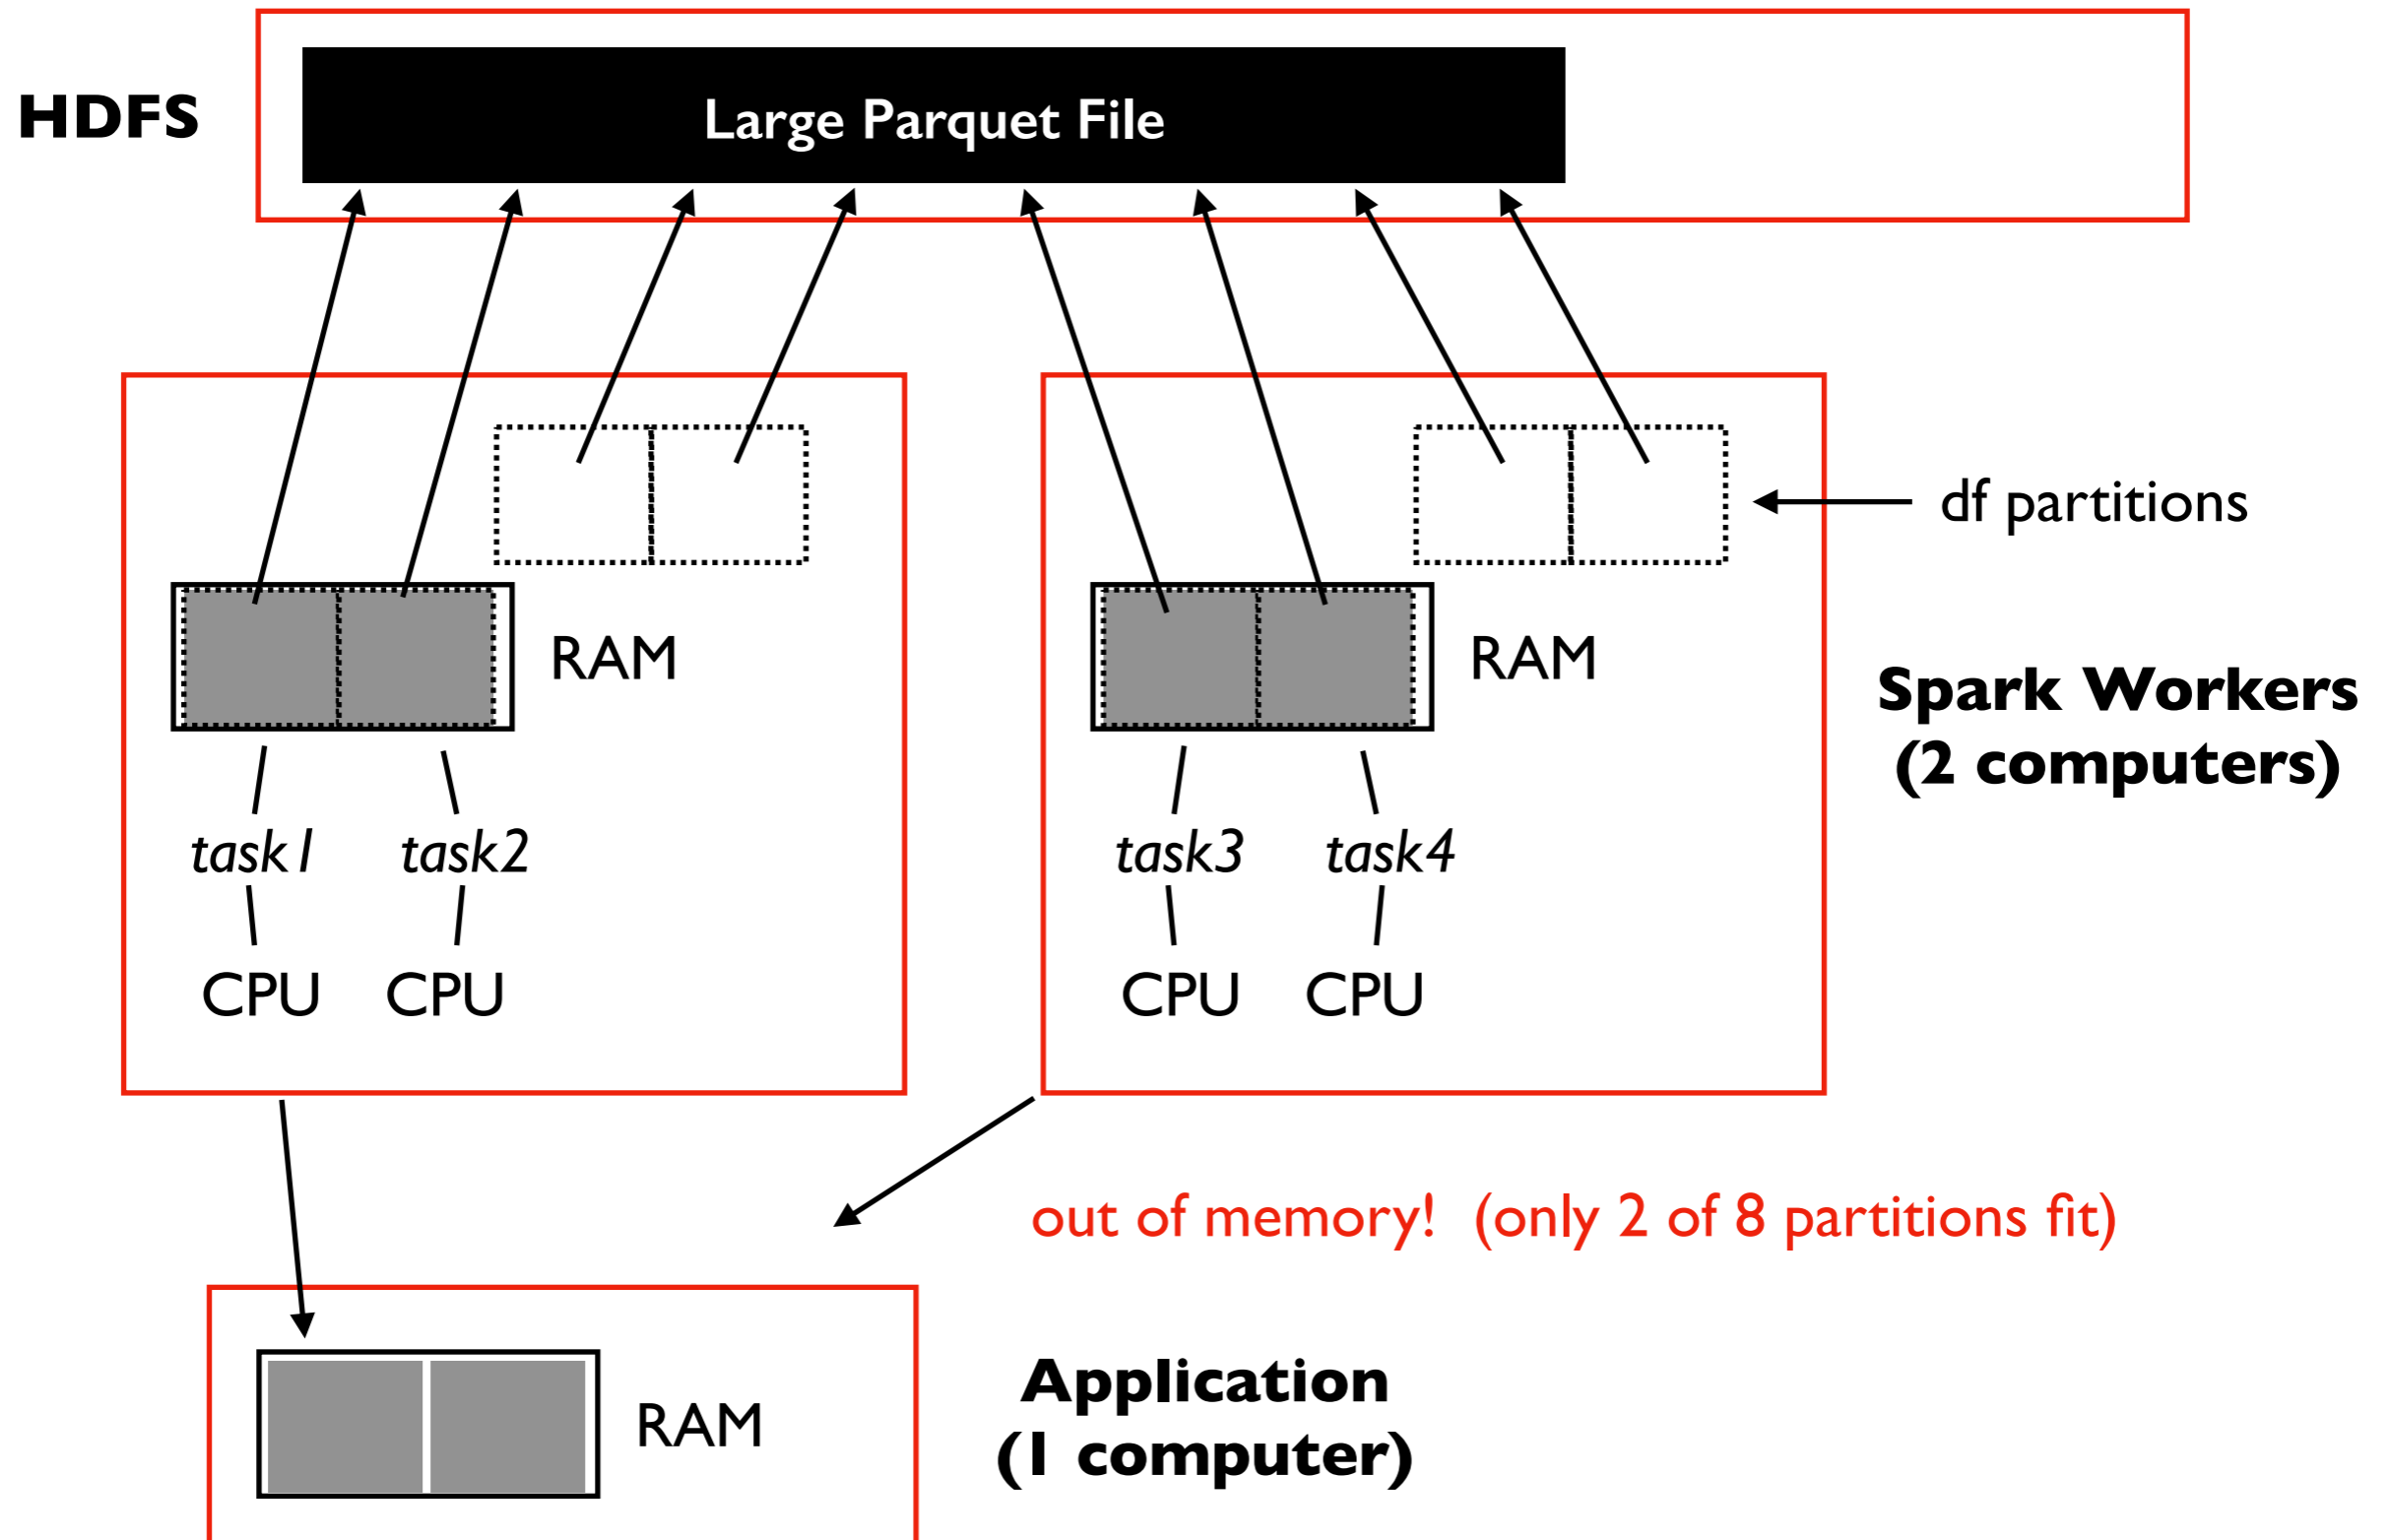 HDFS
Large Parquet File
df partitions
RAM
RAM
Spark Workers
(2 computers)
task1
task2
task3
task4
CPU
CPU
CPU
CPU
out of memory!  (only 2 of 8 partitions fit)
RAM
Application
(1 computer)